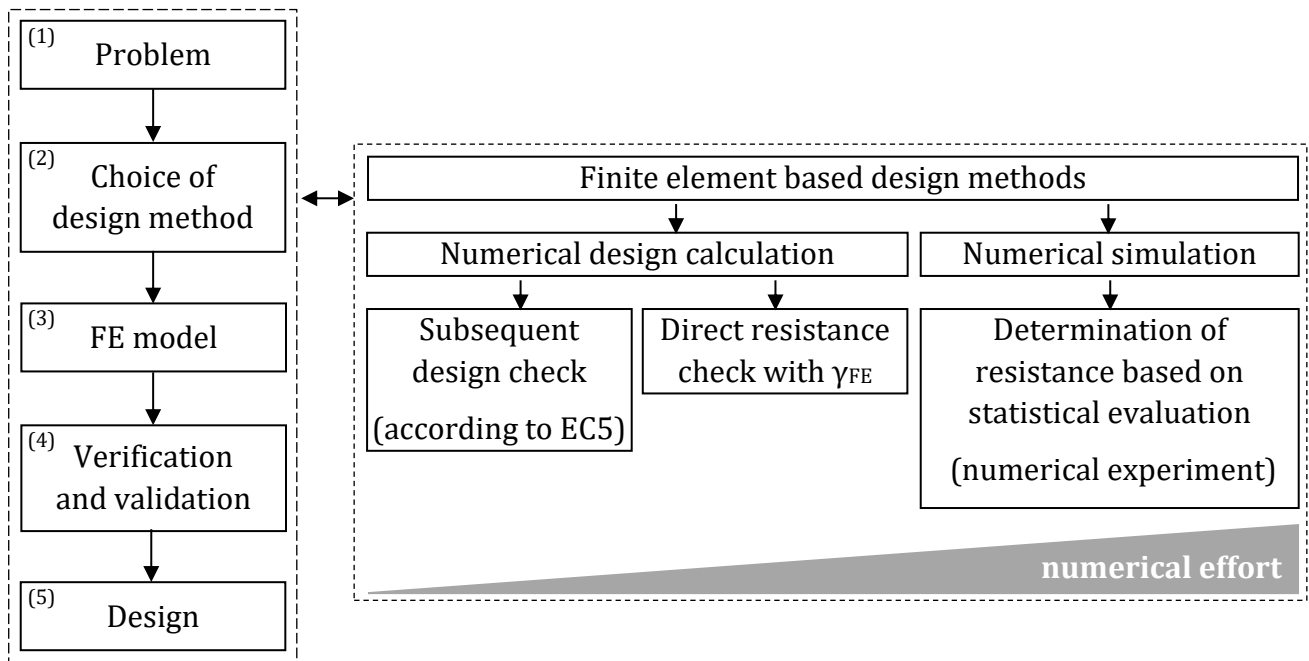 (1)
Problem
(2)
Choice of
design method
(3)
FE model
(4)
Verification
and validation
(5)
Design
Finite element based design methods
Numerical design calculation
Numerical simulation
Subsequent
design check
(according to EC5)
Direct resistance
check with γFE
Determination of
resistance based on
statistical evaluation
(numerical experiment)
numerical effort